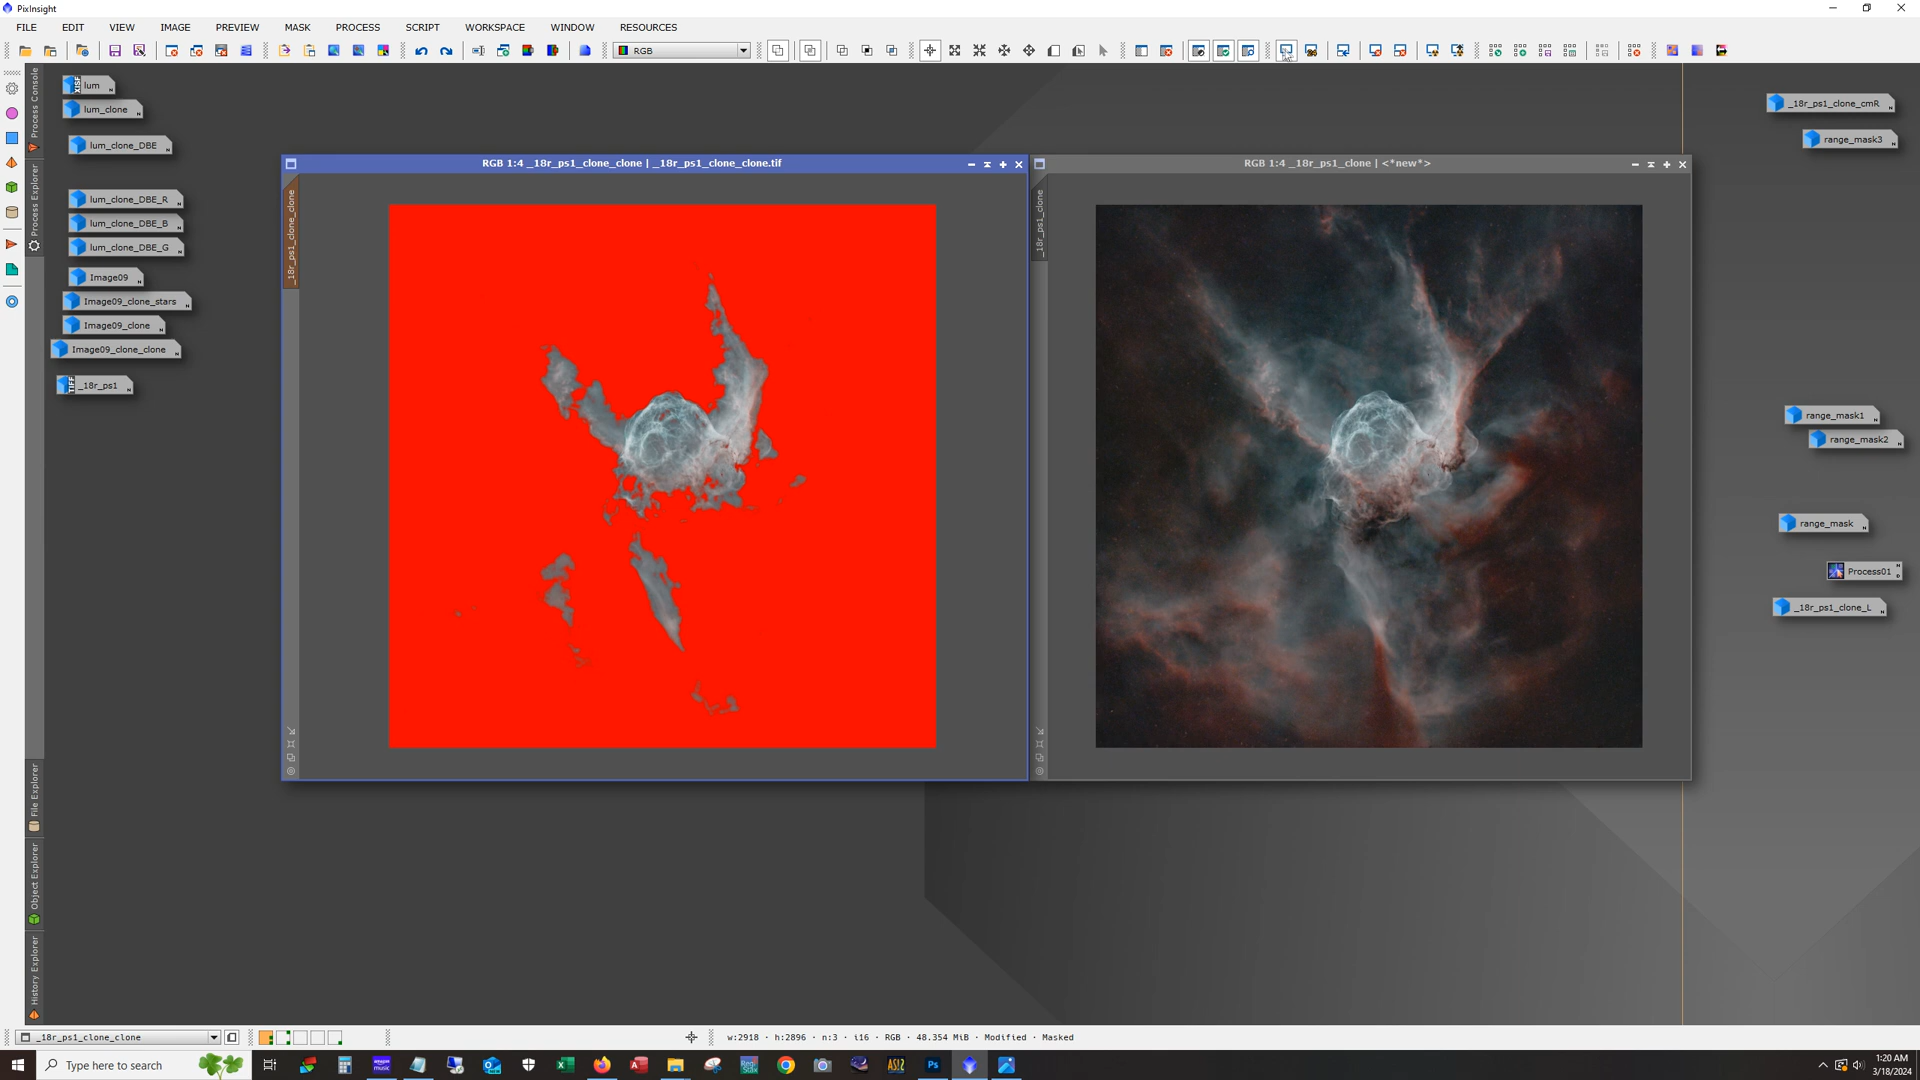 PixInsight
FILE EDIT VIEW IMAGE PREVIEW MASK PROCESS SCRIPT WORKSPACE WINDOW RESOURCES
RGB
Process Console
Process Explorer
File Explorer
Object Explorer
History Explorer
lum
lum_clone
lum_clone_DBE
lum_clone_DBE_R
lum_clone_DBE_B
lum_clone_DBE_G
Image09
Image09_clone_stars
Image09_clone
Image09_clone_clone
_18r_ps1
RGB 1:4 _18r_ps1_clone_clone | _18r_ps1_clone_clone.tif
_18r_ps1_clone_clone
RGB 1:4 _18r_ps1_clone | <*new*>
_18r_ps1_clone
_18r_ps1_clone_cmR
range_mask3
range_mask1
range_mask2
range_mask
Process01
_18r_ps1_clone_L
_18r_ps1_clone_clone
w:2918 · h:2896 · n:3 · i16 · RGB · 48.354 MiB · Modified · Masked
Type here to search
Ps
1:20 AM
3/18/2024